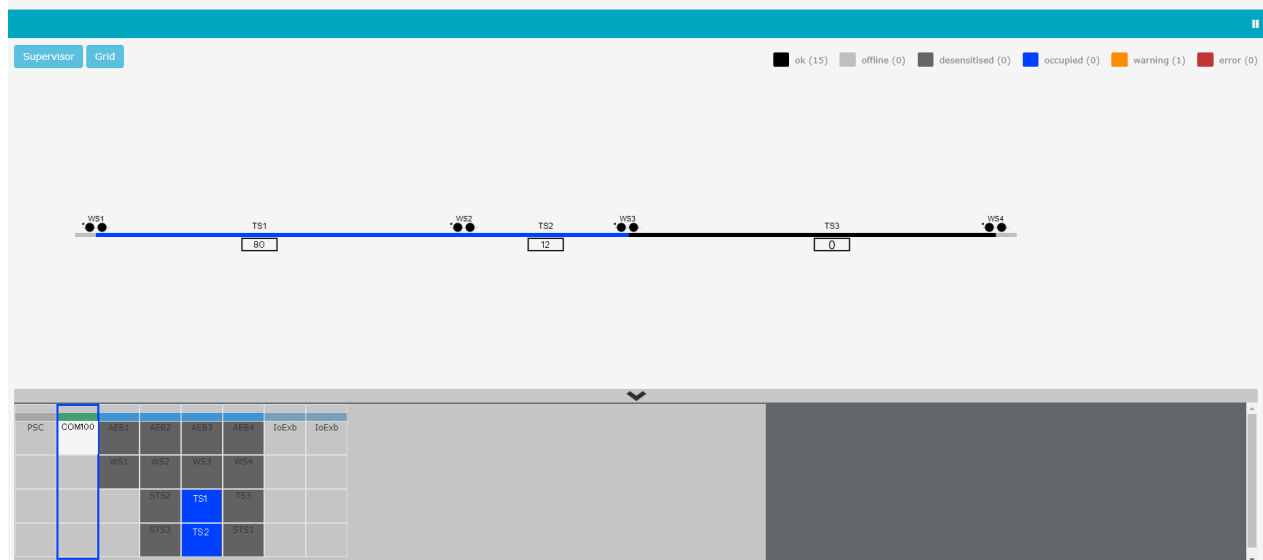 Supervisor Grid ok (15) offline (0) desensitised (0) occupied (0) warning (1) error (0)
WS1 TS1 WS2 TS2 WS3 TS3 WS4
80 12 0
PSC COM100 AEB1 AEB2 AEB3 AEB4 IoExb IoExb
WS1 WS2 WS3 WS4
STS2 TS1 TS3
STS3 TS2 STS1